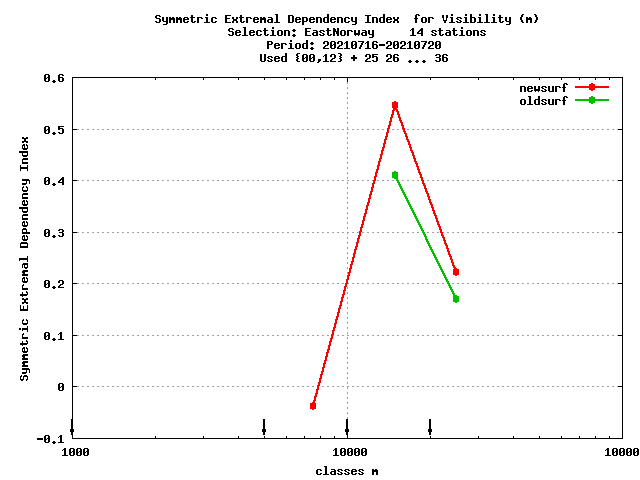 Symmetric Extremal Dependency Index  for Visibility (m)
Selection: EastNorway     14 stations
Period: 20210716-20210720
Used {00,12} + 25 26 ... 36
newsurf
oldsurf
Symmetric Extremal Dependency Index
0.6
0.5
0.4
0.3
0.2
0.1
0
-0.1
1000
10000
10000
classes m